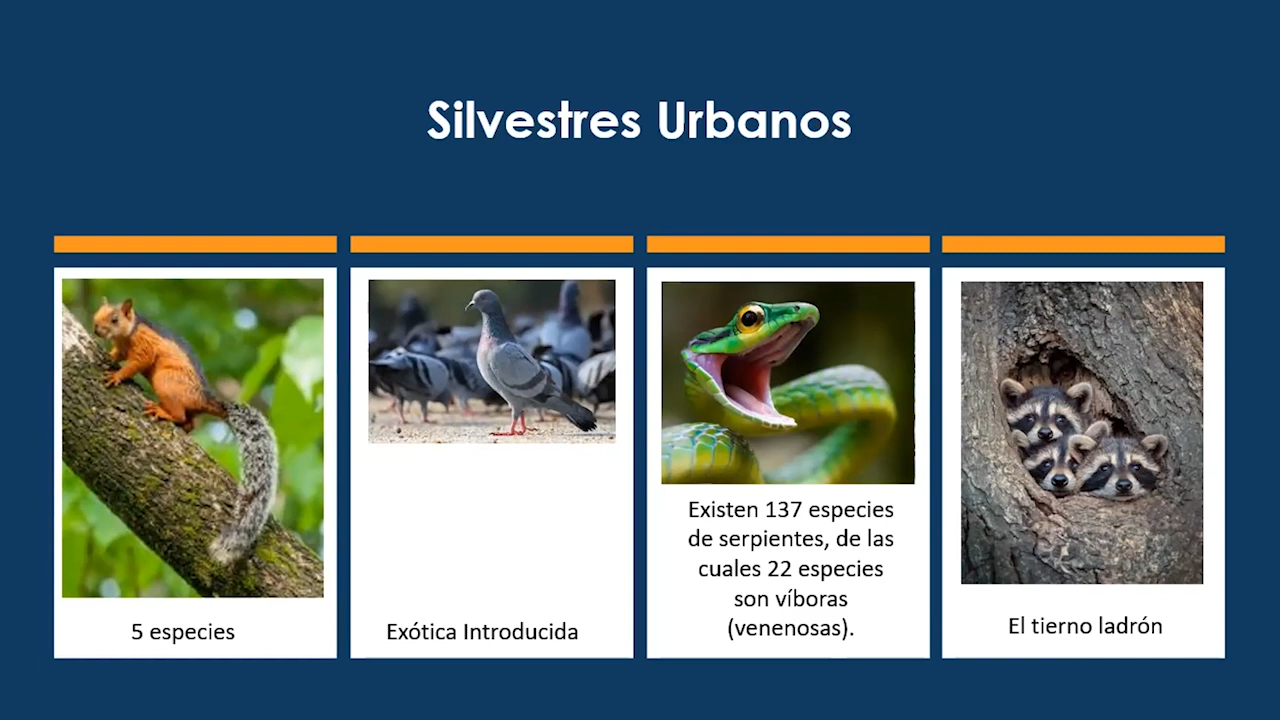 Silvestres Urbanos
5 especies
Exótica Introducida
Existen 137 especies
de serpientes, de las
cuales 22 especies
son víboras
(venenosas).
El tierno ladrón